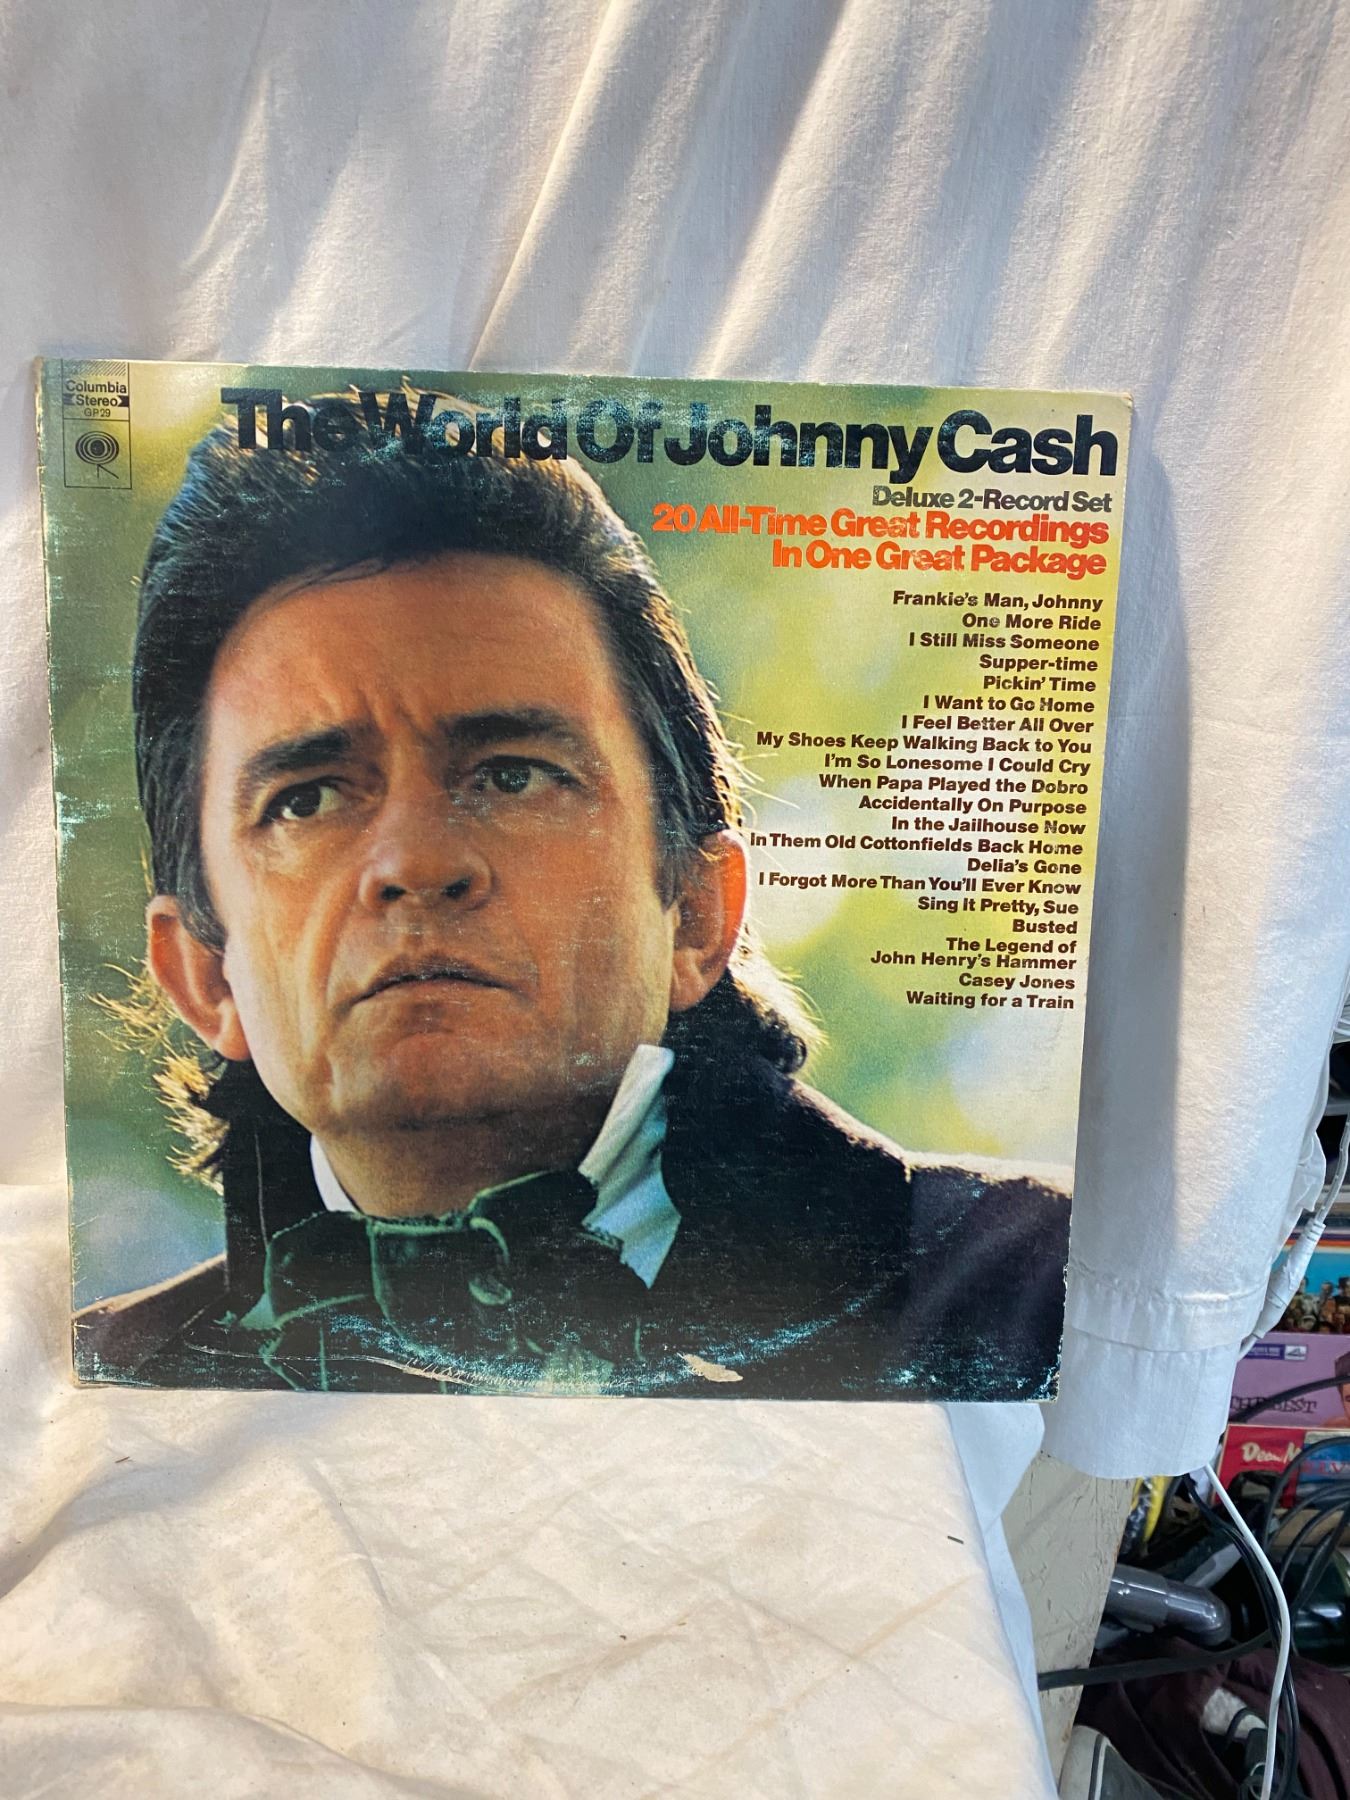 Columbia
Stereo
GP 29
The World Of Johnny Cash
Deluxe 2-Record Set
20 All-Time Great Recordings
In One Great Package
Frankie's Man, Johnny
One More Ride
I Still Miss Someone
Supper-time
Pickin' Time
I Want to Go Home
I Feel Better All Over
My Shoes Keep Walking Back to You
I'm So Lonesome I Could Cry
When Papa Played the Dobro
Accidentally On Purpose
In the Jailhouse Now
In Them Old Cottonfields Back Home
Delia's Gone
I Forgot More Than You'll Ever Know
Sing It Pretty, Sue
Busted
The Legend of
John Henry's Hammer
Casey Jones
Waiting for a Train